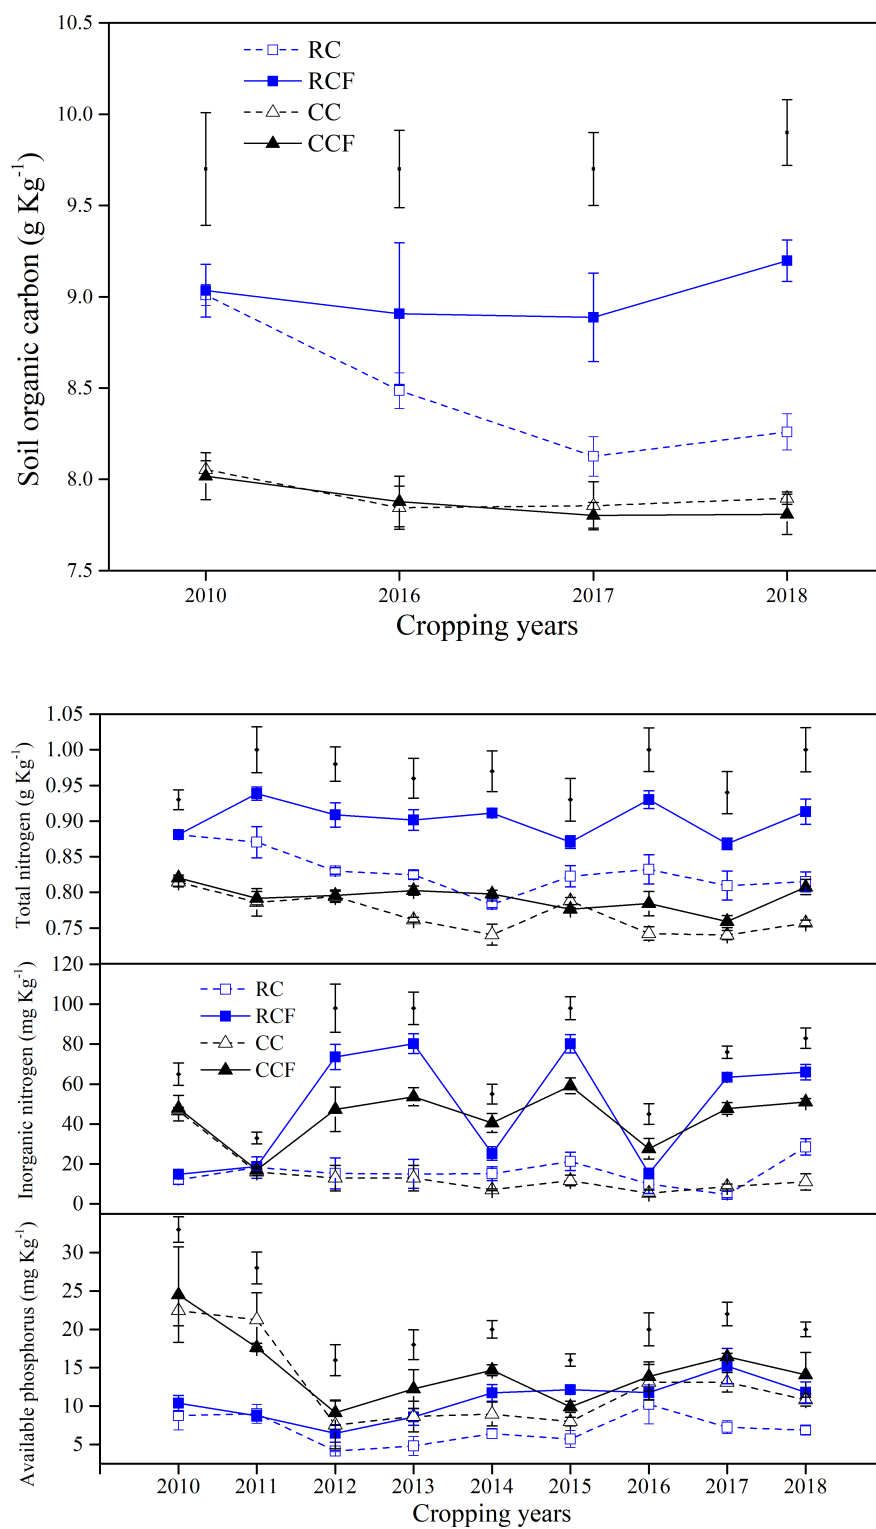 10.5
10.0
9.5
9.0
8.5
8.0
7.5
Soil organic carbon (g Kg⁻¹)
RC
RCF
CC
CCF
2010 2016 2017 2018
Cropping years
1.05
1.00
0.95
0.90
0.85
0.80
0.75
Total nitrogen (g Kg⁻¹)
120
100
80
60
40
20
0
Inorganic nitrogen (mg Kg⁻¹)
RC
RCF
CC
CCF
30
25
20
15
10
5
Available phosphorus (mg Kg⁻¹)
2010 2011 2012 2013 2014 2015 2016 2017 2018
Cropping years